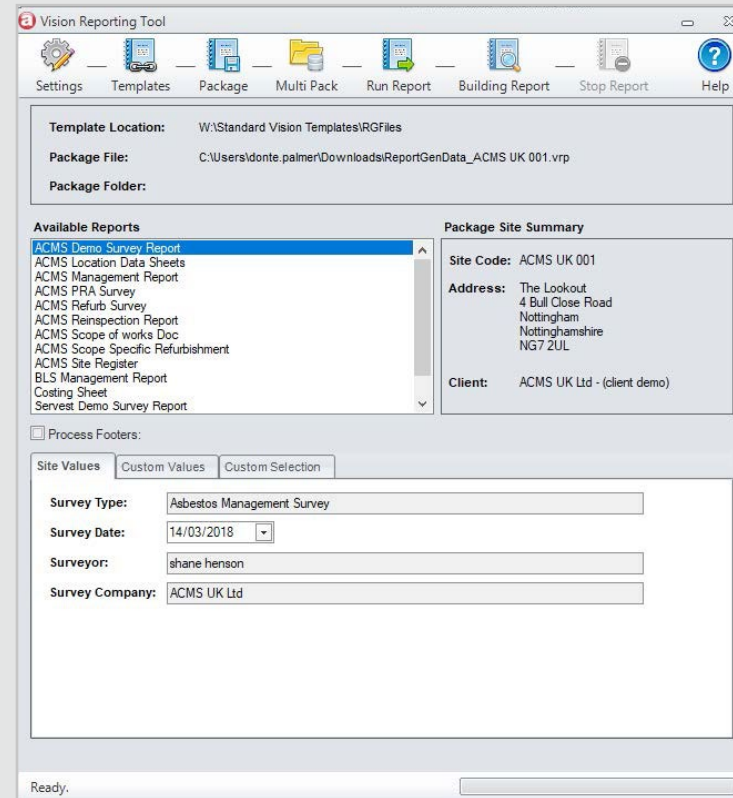 a Vision Reporting Tool
Settings Templates Package Multi Pack Run Report Building Report Stop Report Help
Template Location: W:\Standard Vision Templates\RGFiles
Package File: C:\Users\donte.palmer\Downloads\ReportGenData_ACMS UK 001.vrp
Package Folder:
Available Reports
ACMS Demo Survey Report
ACMS Location Data Sheets
ACMS Management Report
ACMS PRA Survey
ACMS Refurb Survey
ACMS Reinspection Report
ACMS Scope of works Doc
ACMS Scope Specific Refurbishment
ACMS Site Register
BLS Management Report
Costing Sheet
Servest Demo Survey Report
Package Site Summary
Site Code: ACMS UK 001
Address: The Lookout
4 Bull Close Road
Nottingham
Nottinghamshire
NG7 2UL
Client: ACMS UK Ltd - (client demo)
Process Footers:
Site Values Custom Values Custom Selection
Survey Type: Asbestos Management Survey
Survey Date: 14/03/2018
Surveyor: shane henson
Survey Company: ACMS UK Ltd
Ready.